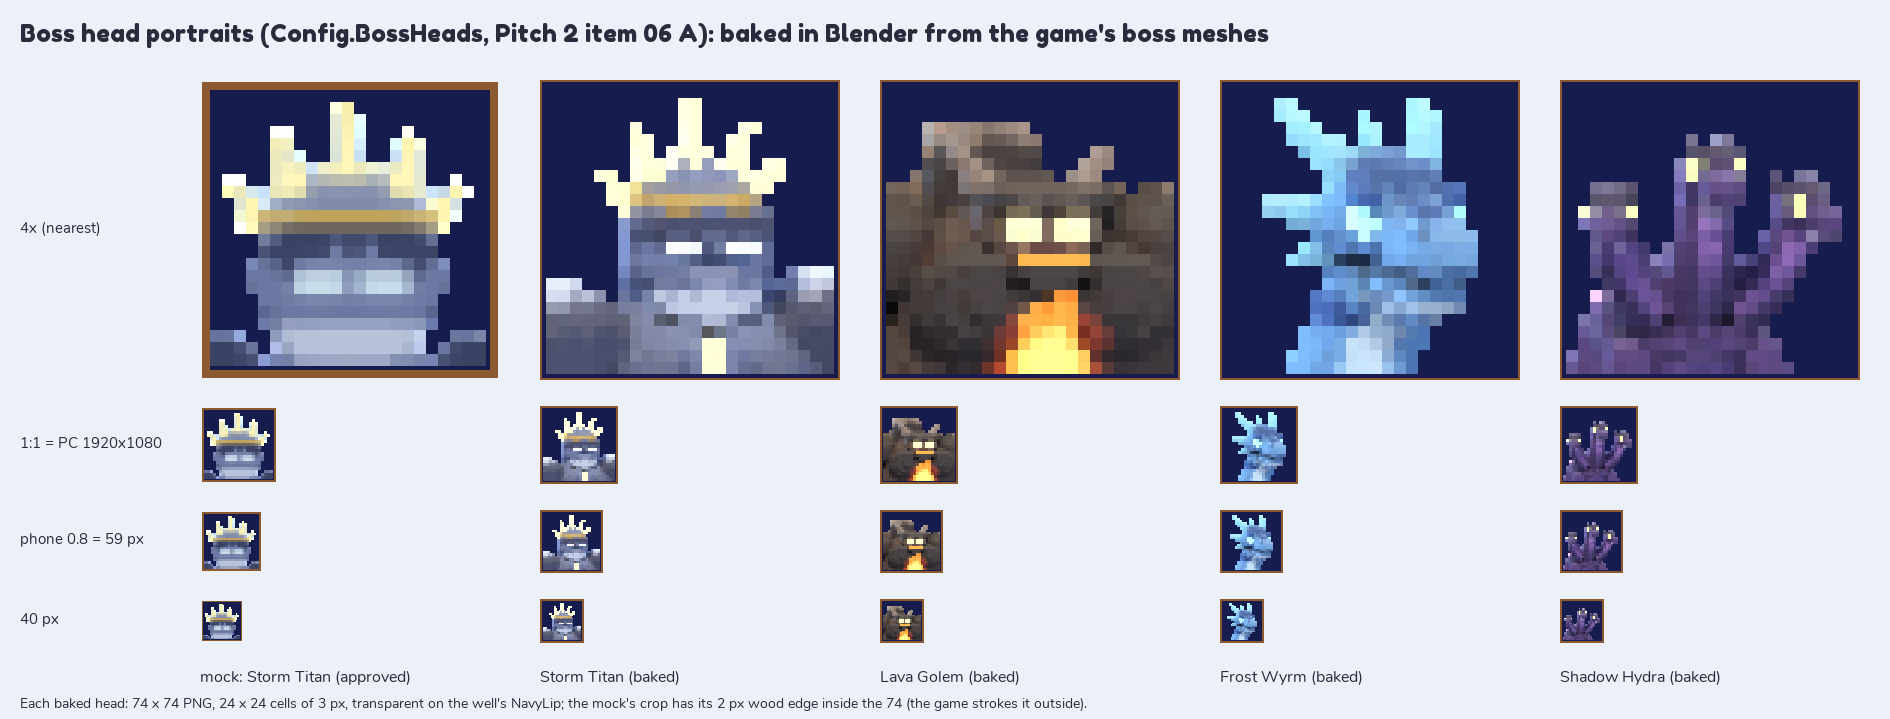 Boss head portraits (Config.BossHeads, Pitch 2 item 06 A): baked in Blender from the game's boss meshes
4x (nearest)
1:1 = PC 1920x1080
phone 0.8 = 59 px
40 px
mock: Storm Titan (approved)
Storm Titan (baked)
Lava Golem (baked)
Frost Wyrm (baked)
Shadow Hydra (baked)
Each baked head: 74 x 74 PNG, 24 x 24 cells of 3 px, transparent on the well's NavyLip; the mock's crop has its 2 px wood edge inside the 74 (the game strokes it outside).